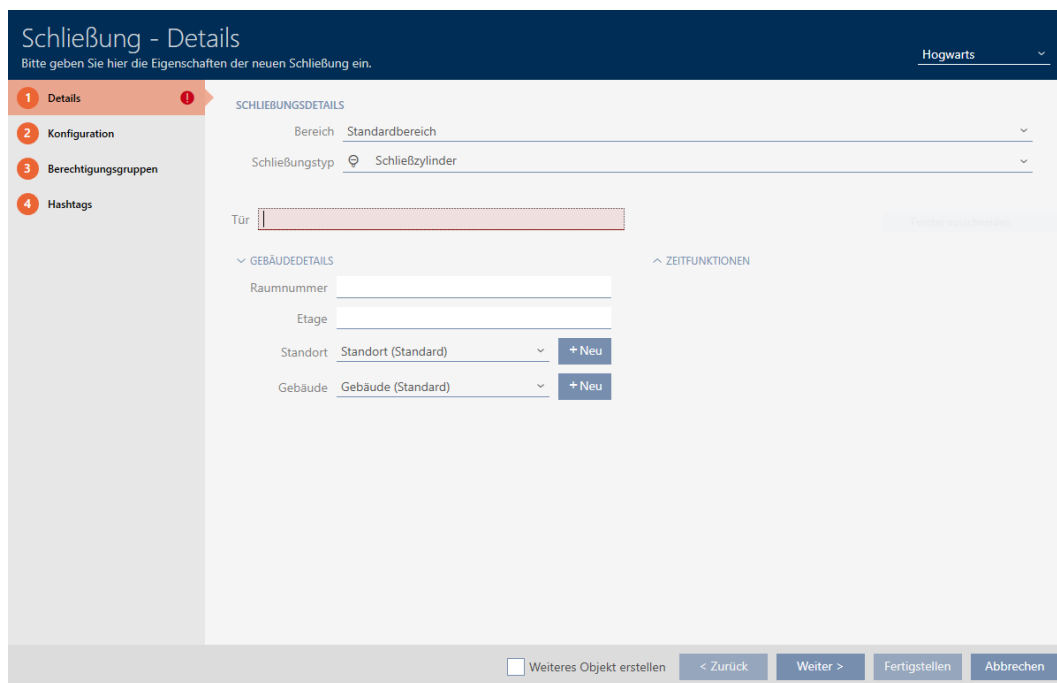 Schließung - Details
Bitte geben Sie hier die Eigenschaften der neuen Schließung ein.
Hogwarts
1 Details
2 Konfiguration
3 Berechtigungsgruppen
4 Hashtags
SCHLIEßUNGSDETAILS
Bereich Standardbereich
Schließungstyp Schließzylinder
Tür
GEBÄUDEDETAILS
Raumnummer
Etage
Standort Standort (Standard) +Neu
Gebäude Gebäude (Standard) +Neu
ZEITFUNKTIONEN
Weiteres Objekt erstellen
< Zurück
Weiter >
Fertigstellen
Abbrechen